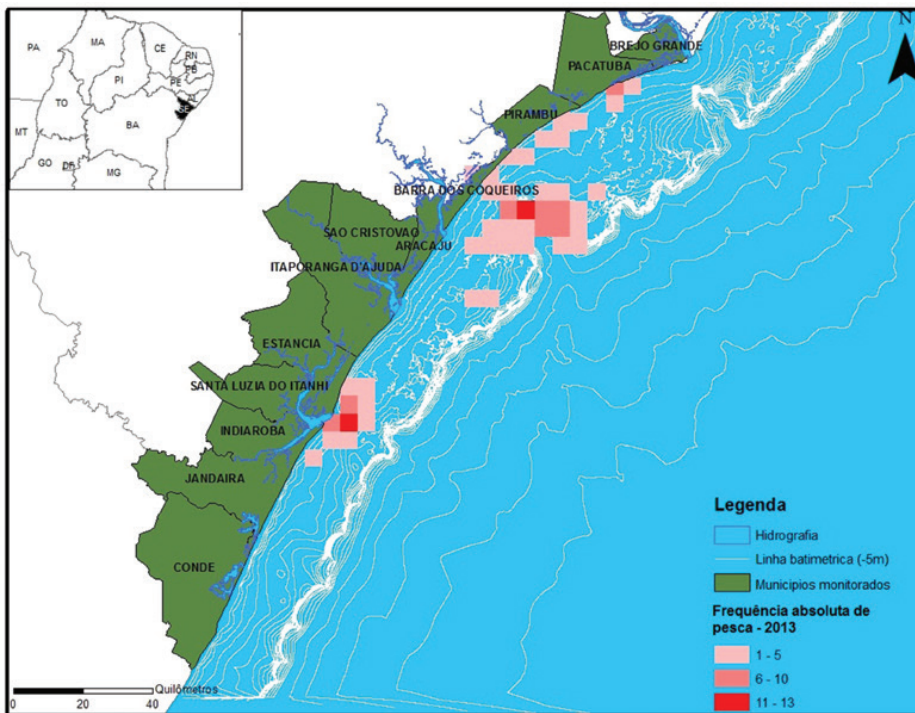 PA
MA
CE
RN
PB
PE
PI
TO
SE
BA
MT
GO
DF
MG
N
BREJO GRANDE
PACATUBA
PIRAMBU
BARRA DOS COQUEIROS
SAO CRISTOVAO
ARACAJU
ITAPORANGA D'AJUDA
ESTANCIA
SANTA LUZIA DO ITANHI
INDIAROBA
JANDAIRA
CONDE
Legenda
Hidrografia
Linha batimetrica (-5m)
Municipios monitorados
Frequência absoluta de
pesca - 2013
1 - 5
6 - 10
11 - 13
Quilômetros
0 10 20 40